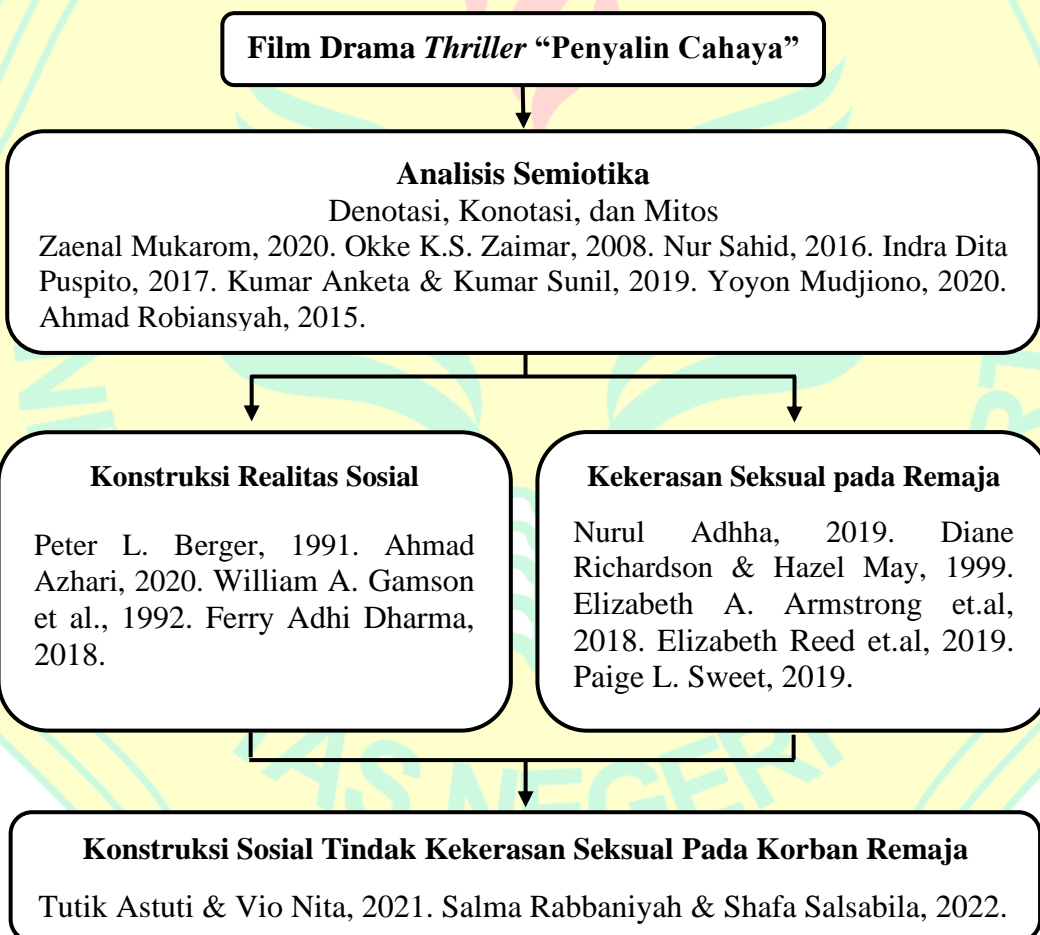 Film Drama Thriller “Penyalin Cahaya”
Analisis Semiotika
Denotasi, Konotasi, dan Mitos
Zaenal Mukarom, 2020. Okke K.S. Zaimar, 2008. Nur Sahid, 2016. Indra Dita
Puspito, 2017. Kumar Anketa & Kumar Sunil, 2019. Yoyon Mudjiono, 2020.
Ahmad Robiansyah, 2015.
Konstruksi Realitas Sosial
Peter L. Berger, 1991. Ahmad
Azhari, 2020. William A. Gamson
et al., 1992. Ferry Adhi Dharma,
2018.
Kekerasan Seksual pada Remaja
Nurul Adhha, 2019. Diane
Richardson & Hazel May, 1999.
Elizabeth A. Armstrong et.al,
2018. Elizabeth Reed et.al, 2019.
Paige L. Sweet, 2019.
Konstruksi Sosial Tindak Kekerasan Seksual Pada Korban Remaja
Tutik Astuti & Vio Nita, 2021. Salma Rabbaniyah & Shafa Salsabila, 2022.
TAS NEGERI